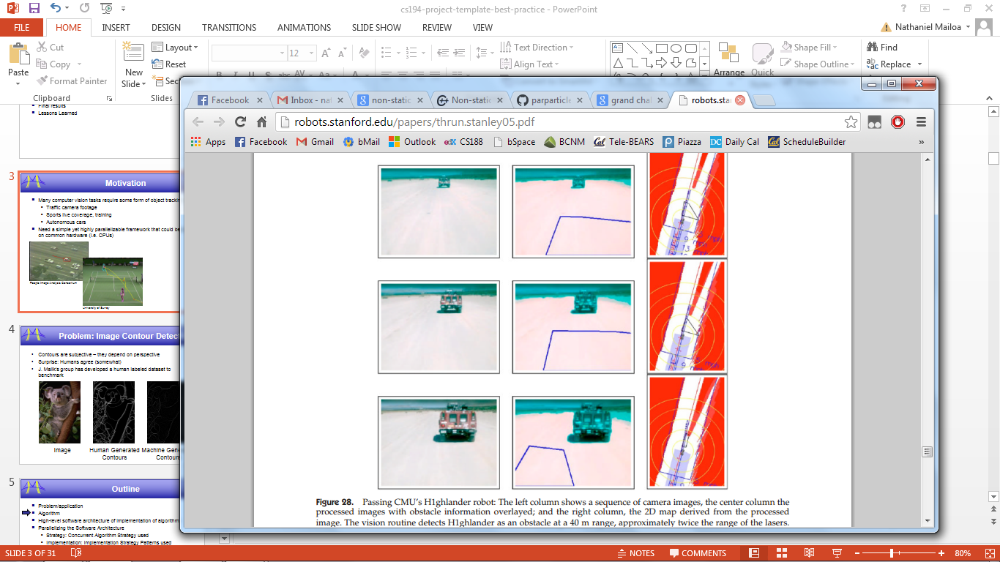 cs194-project-template-best-practice - PowerPoint
FILE HOME INSERT DESIGN TRANSITIONS ANIMATIONS SLIDE SHOW REVIEW VIEW
Nathaniel Mailoa
Paste
Cut
Copy
Format Painter
Clipboard
New
Slide
Layout
Reset
Slides
12
Text Direction
Align Text
Arrange
Quick
Shape Fill
Shape Outline
Find
Replace
Facebook
non-static
Non-static
parparticle
robots.sta
robots.stanford.edu/papers/thrun.stanley05.pdf
Apps Facebook Gmail bMail Outlook CS188 bSpace BCNM Tele-BEARS Piazza Daily Cal ScheduleBuilder »
Final results
Lessons Learned
3
Motivation
Many computer vision tasks require some form of object
Traffic camera footage
Sports live coverage, training
Autonomous cars
Need a simple yet highly parallelizable framework that could be
on common hardware (i.e. CPUs)
People Image Analysis Consortium
University of Surrey
4
Problem: Image Contour
Contours are subjective – they depend on perspective
Surprise: Humans agree (somewhat)
J. Malik's group has developed a human labeled dataset to
benchmark
Image
Human Generated
Contours
Machine
5
Outline
Problem/application
Algorithm
High-level software architecture of implementation of
Parallelizing the Software Architecture
Strategy: Concurrent Algorithm Strategy used
Implementation: Implementation Strategy Patterns used
Figure 28. Passing CMU's H1ghlander robot: The left column shows a sequence of camera images, the center column the
processed images with obstacle information overlayed; and the right column, the 2D map derived from the processed
image. The vision routine detects H1ghlander as an obstacle at a 40 m range, approximately twice the range of the lasers.
SLIDE 3 OF 31
NOTES
COMMENTS
80%